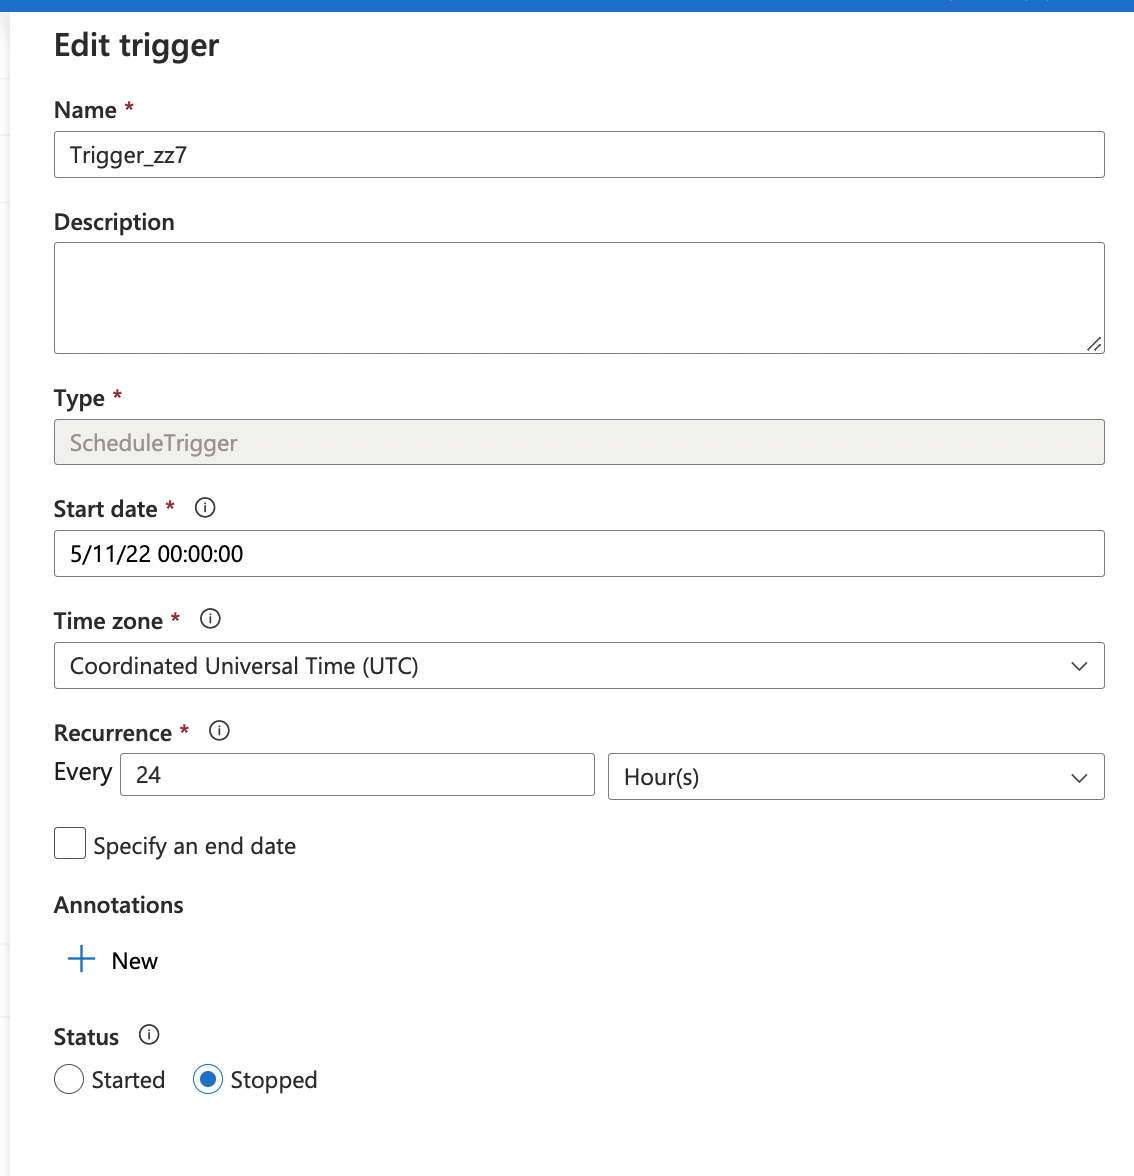 Edit trigger
Name *
Trigger_zz7
Description
Type *
ScheduleTrigger
Start date *
5/11/22 00:00:00
Time zone *
Coordinated Universal Time (UTC)
Recurrence *
Every 24 Hour(s)
Specify an end date
Annotations
New
Status
Started Stopped